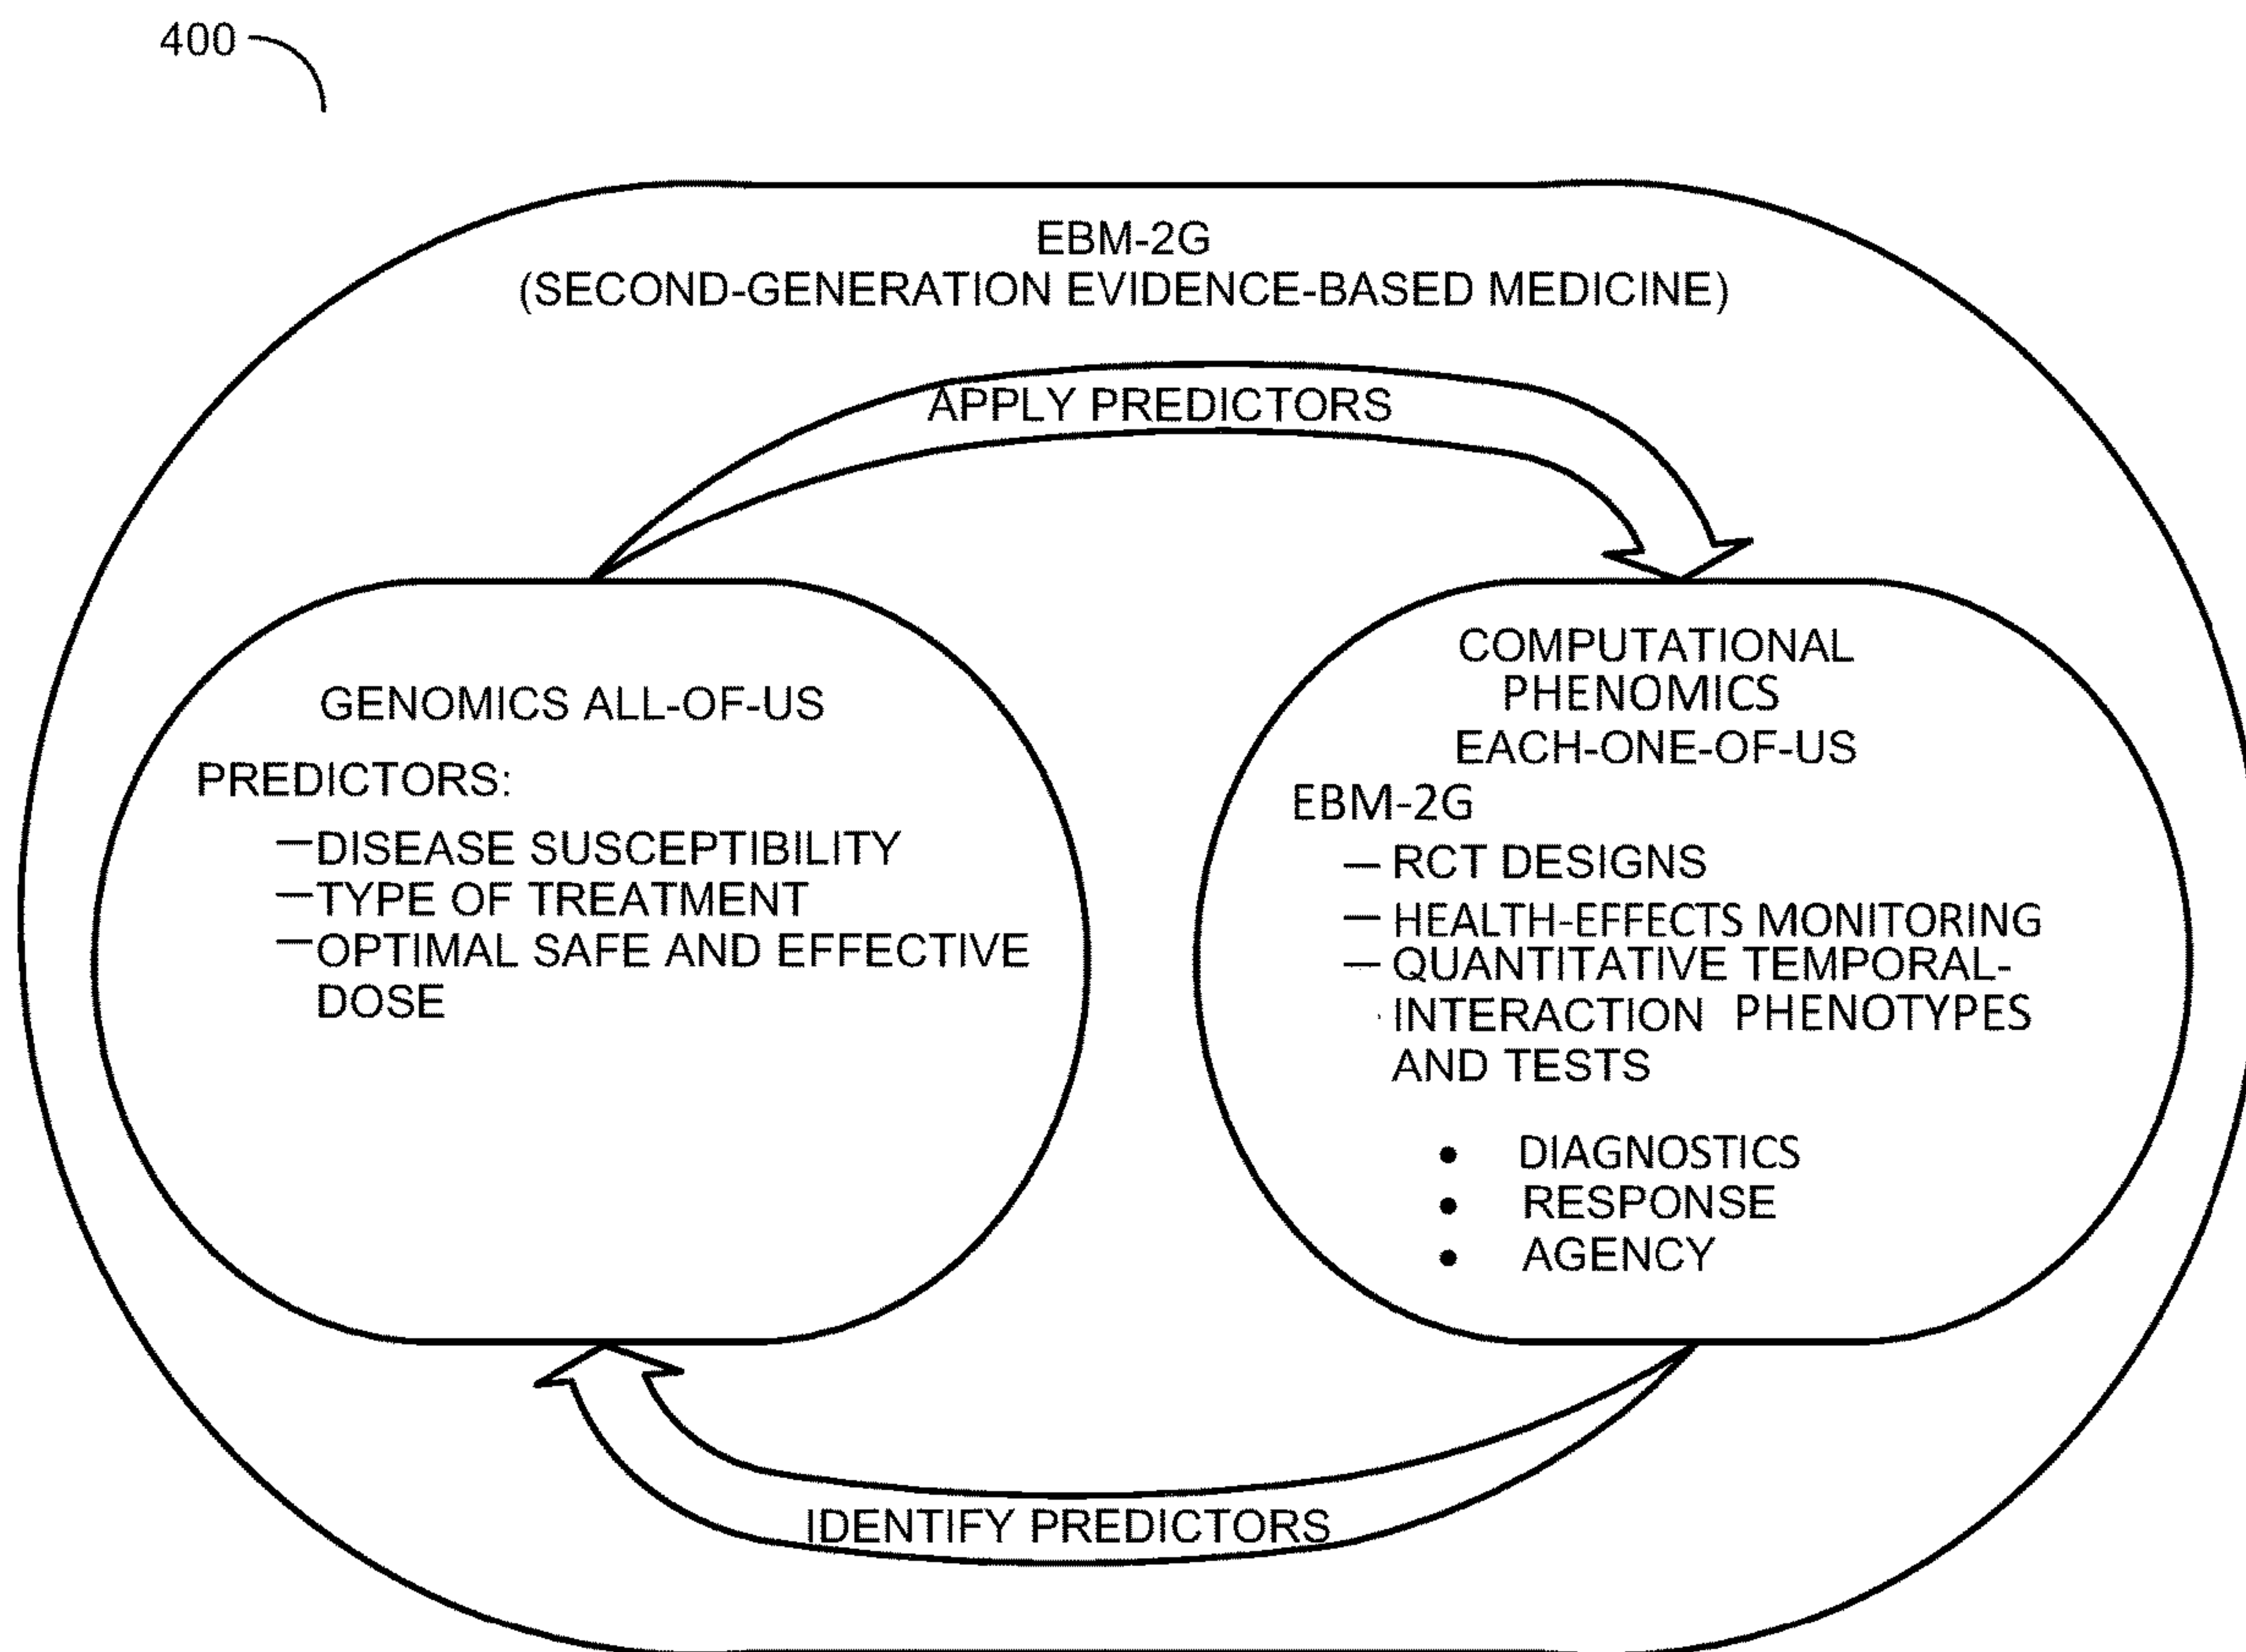 400
EBM-2G
(SECOND-GENERATION EVIDENCE-BASED MEDICINE)
APPLY PREDICTORS
GENOMICS ALL-OF-US
PREDICTORS:
—DISEASE SUSCEPTIBILITY
—TYPE OF TREATMENT
—OPTIMAL SAFE AND EFFECTIVE
DOSE
COMPUTATIONAL
PHENOMICS
EACH-ONE-OF-US
EBM-2G
— RCT DESIGNS
— HEALTH-EFFECTS MONITORING
— QUANTITATIVE TEMPORAL-
INTERACTION PHENOTYPES
AND TESTS
• DIAGNOSTICS
• RESPONSE
• AGENCY
IDENTIFY PREDICTORS